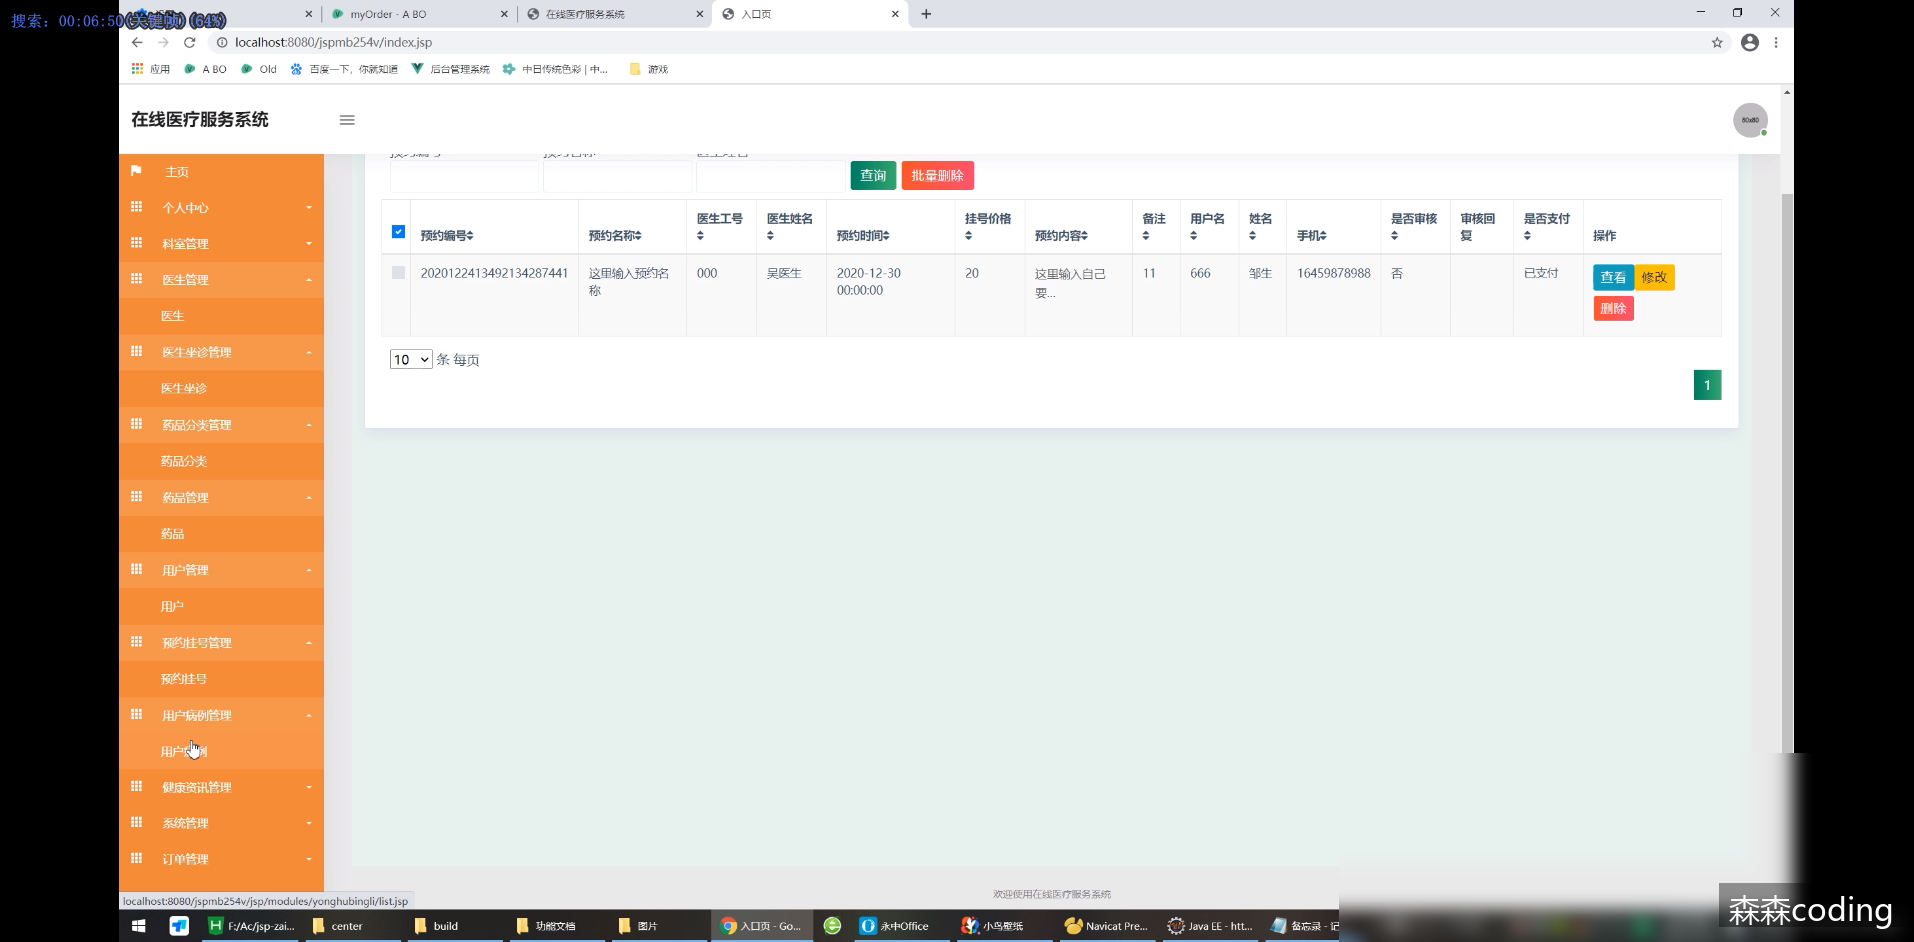 搜索: 00:06:50(关键帧) (64%)
myOrder - A BO
在线医疗服务系统
入口页
localhost:8080/jspmb254v/index.jsp
应用
A BO
Old
百度一下，你就知道
后台管理系统
中日传统色彩 | 中...
游戏
在线医疗服务系统
80x80
主页
个人中心
科室管理
医生管理
医生
医生坐诊管理
医生坐诊
药品分类管理
药品分类
药品管理
药品
用户管理
用户
预约挂号管理
预约挂号
用户病例管理
用户
健康资讯管理
系统管理
订单管理
查询
批量删除
预约编号
预约名称
医生工号
医生姓名
预约时间
挂号价格
预约内容
备注
用户名
姓名
手机
是否审核
审核回
复
是否支付
操作
2020122413492134287441
这里输入预约名
称
000
吴医生
2020-12-30
00:00:00
20
这里输入自己
要...
11
666
邹生
16459878988
否
已支付
查看
修改
删除
10 条 每页
1
欢迎使用在线医疗服务系统
localhost:8080/jspmb254v/jsp/modules/yonghubingli/list.jsp
F:/Ac/jsp-zai...
center
build
功能文档
图片
入口页 - Go...
永中Office
小鸟壁纸
Navicat Pre...
Java EE - htt...
备忘录 - 记
森森coding